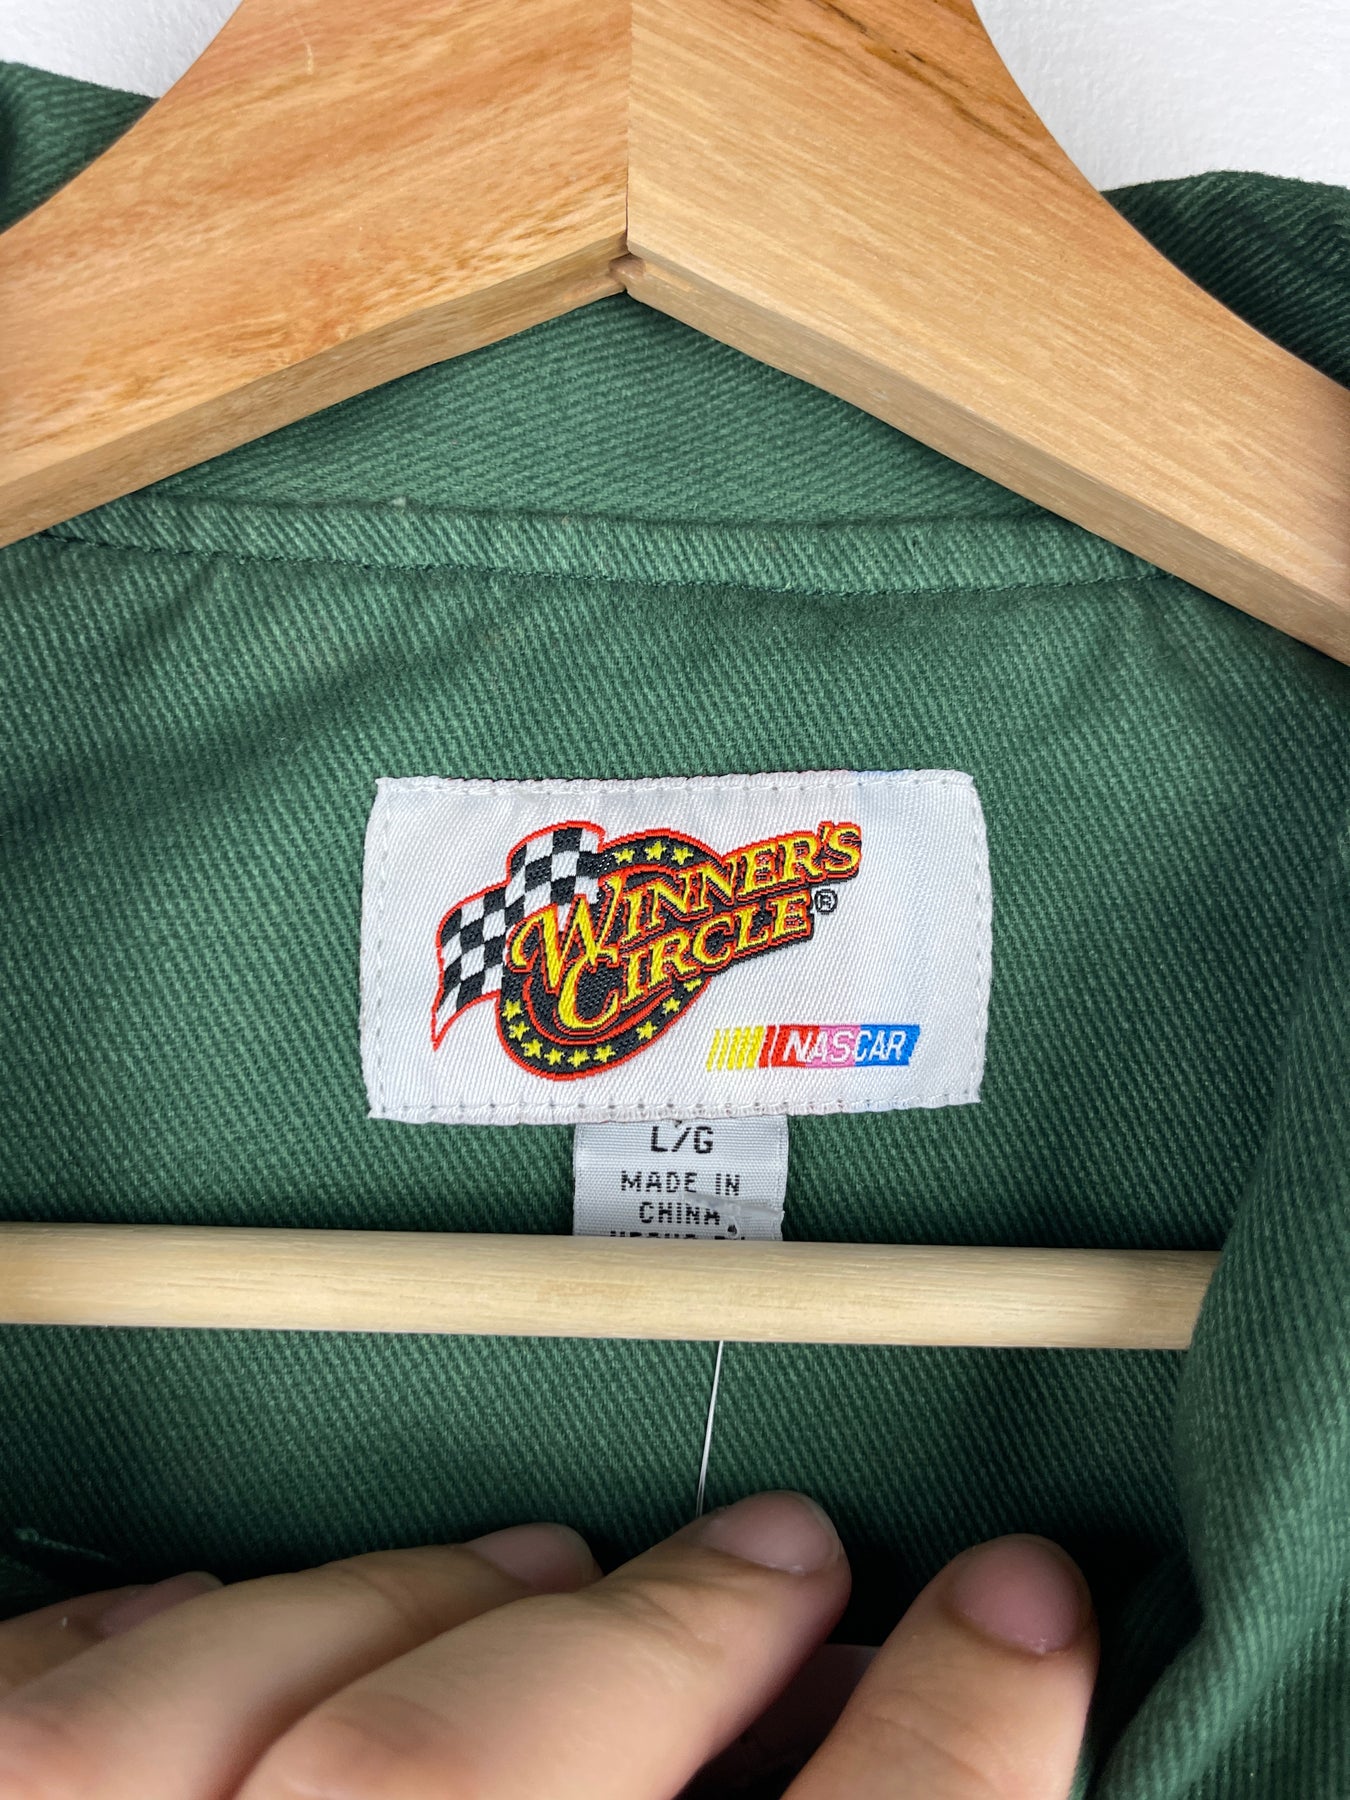 WINNER'S
CIRCLE®
NASCAR
L/G
MADE IN
CHINA